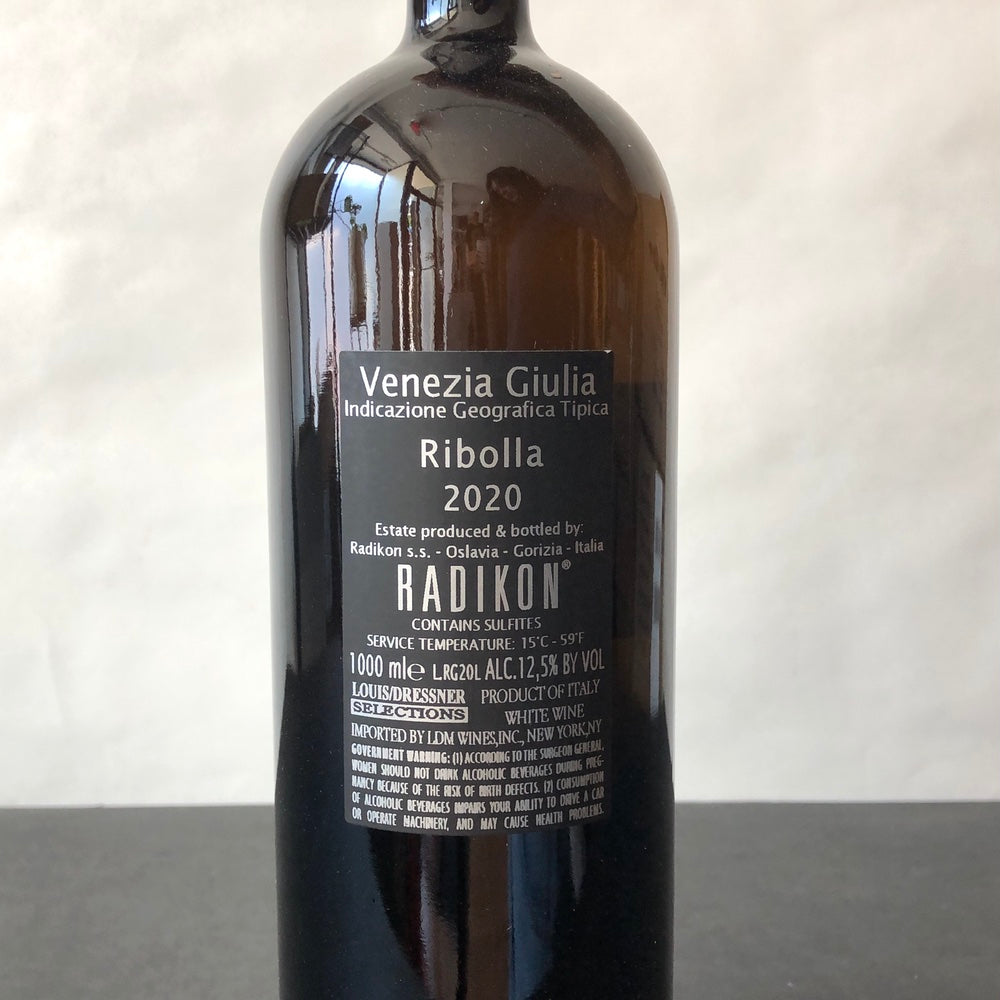 Venezia Giulia
Indicazione Geografica Tipica
Ribolla
2020
Estate produced & bottled by:
Radikon s.s. - Oslavia - Gorizia - Italia
RADIKON®
CONTAINS SULFITES
SERVICE TEMPERATURE: 15°C - 59°F
1000 ml℮ L.RG20L ALC.12,5% BY VOL
LOUIS/DRESSNER PRODUCT OF ITALY
SELECTIONS WHITE WINE
IMPORTED BY LDM WINES,INC., NEW YORK,NY
GOVERNMENT WARNING: (1) ACCORDING TO THE SURGEON GENERAL,
WOMEN SHOULD NOT DRINK ALCOHOLIC BEVERAGES DURING PREG-
NANCY BECAUSE OF THE RISK OF BIRTH DEFECTS. (2) CONSUMPTION
OF ALCOHOLIC BEVERAGES IMPAIRS YOUR ABILITY TO DRIVE A CAR
OR OPERATE MACHINERY, AND MAY CAUSE HEALTH PROBLEMS.